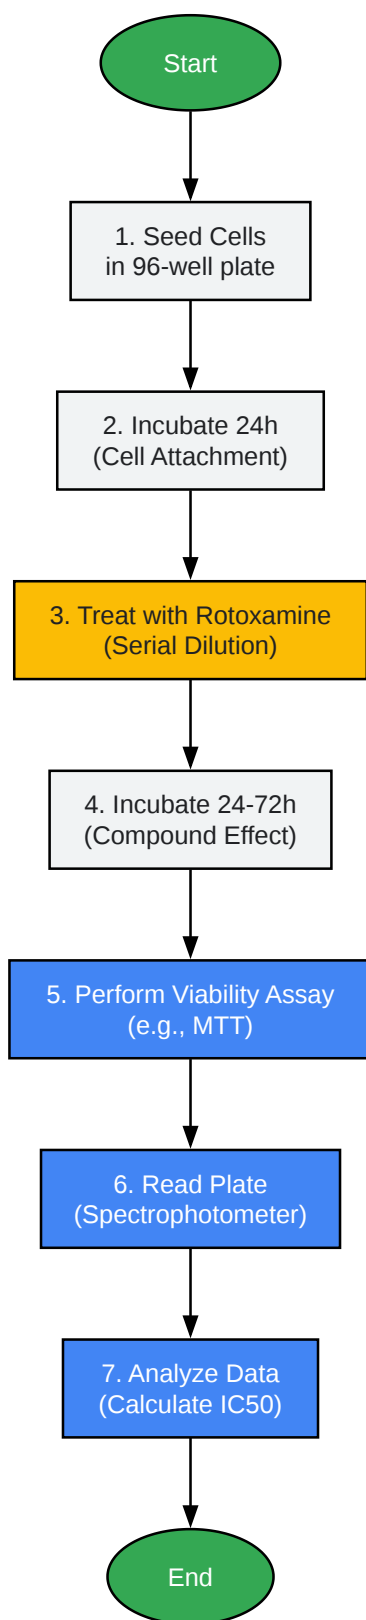 Start
1. Seed Cells
in 96-well plate
2. Incubate 24h
(Cell Attachment)
3. Treat with Rotoxamine
(Serial Dilution)
4. Incubate 24-72h
(Compound Effect)
5. Perform Viability Assay
(e.g., MTT)
6. Read Plate
(Spectrophotometer)
7. Analyze Data
(Calculate IC50)
End